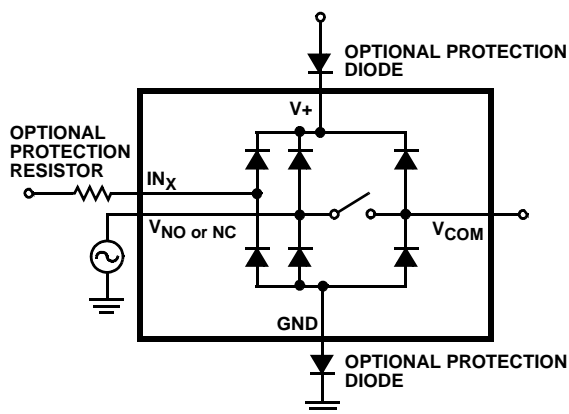 OPTIONAL PROTECTION
DIODE
V+
OPTIONAL
PROTECTION
RESISTOR
INX
VNO or NC
VCOM
GND
OPTIONAL PROTECTION
DIODE